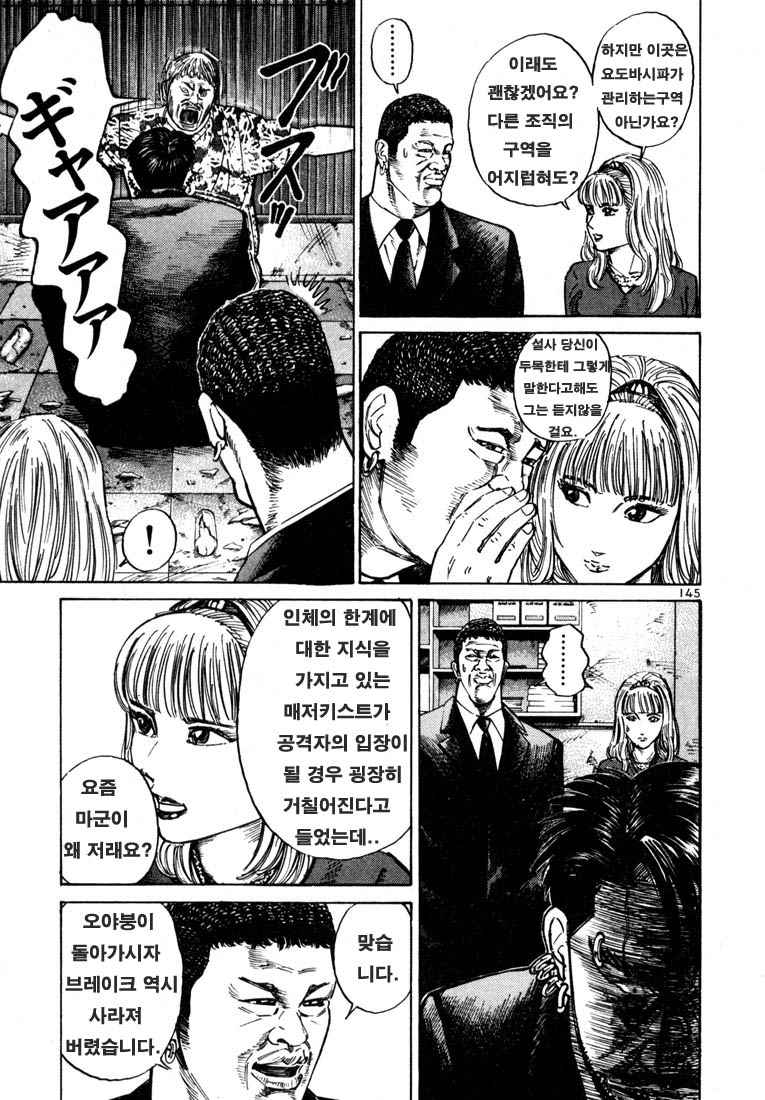 하지만 이곳은
요도바시파가
관리하는구역
아닌가요?
이래도
괜찮겠어요?
다른 조직의
구역을
어지럽혀도?
………
ブスッ
ギャアアアァ
!
설사 당신이
두목한테 그렇게
말한다고해도
그는 듣지않을
걸요.
145
………
인체의 한계에
대한 지식을
가지고 있는
매저키스트가
공격자의 입장이
될 경우 굉장히
거칠어진다고
들었는데..
요즘
마군이
왜 저래요?
맞습
니다.
오야붕이
돌아가시자
브레이크 역시
사라져
버렸습니다.